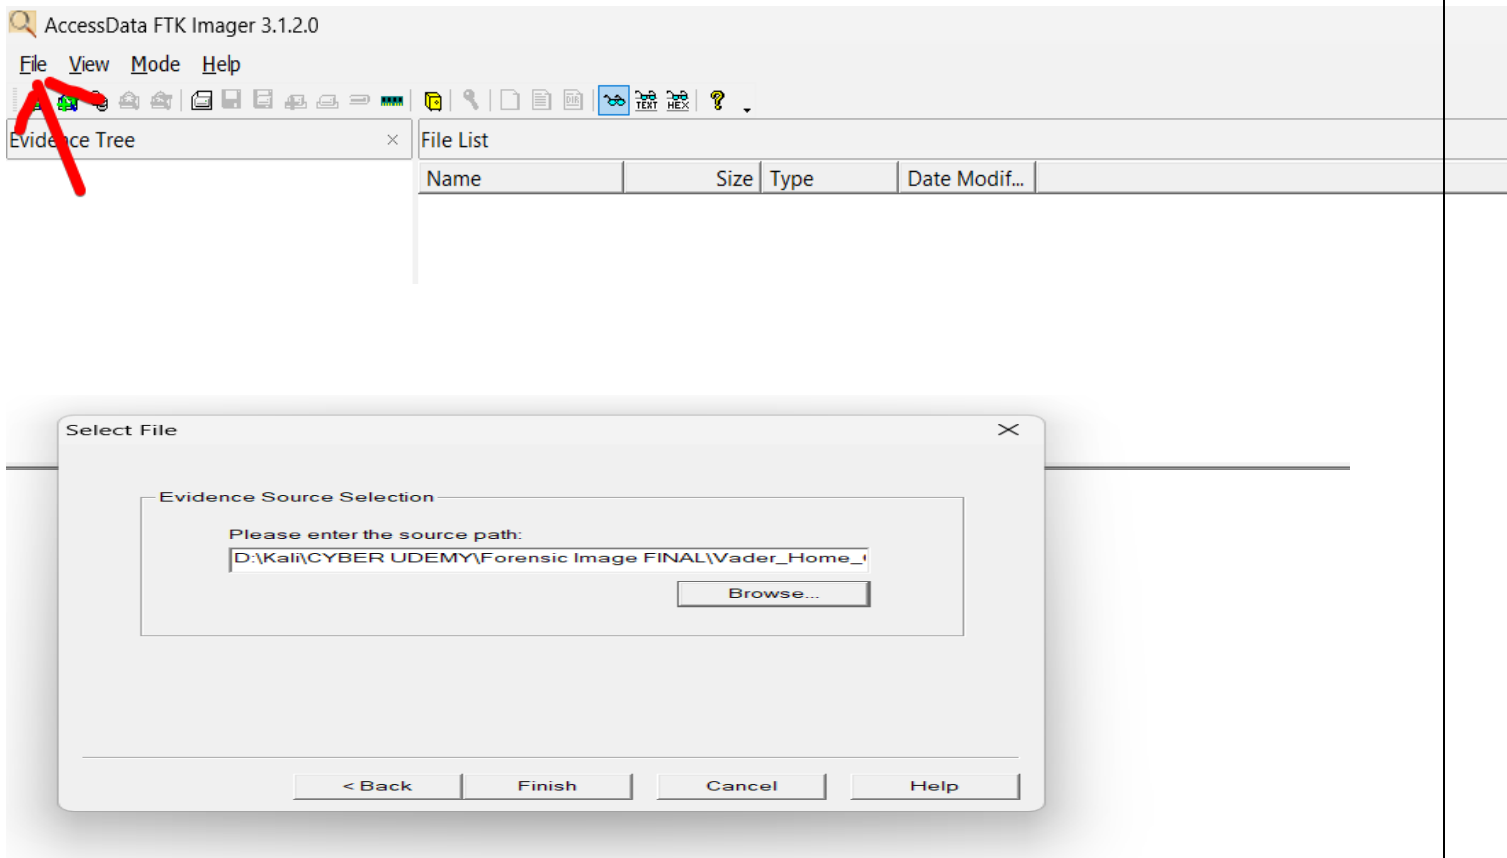 AccessData FTK Imager 3.1.2.0
File View Mode Help
TEXT HEX
Evidence Tree
File List
Name Size Type Date Modif...
Select File
Evidence Source Selection
Please enter the source path:
D:\Kali\CYBER UDEMY\Forensic Image FINAL\Vader_Home_
Browse...
< Back Finish Cancel Help